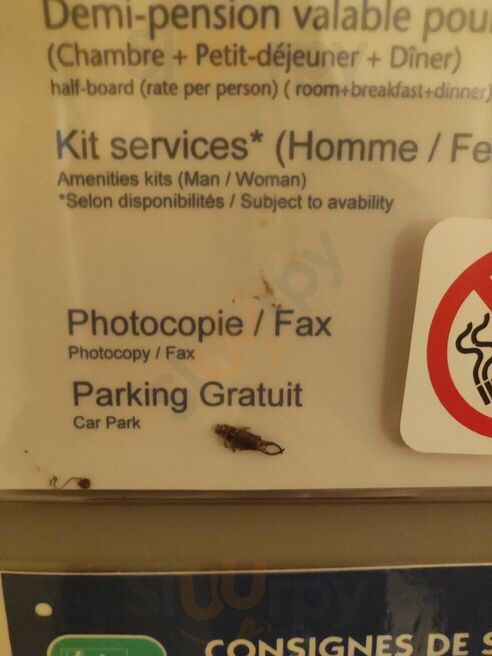 Demi-pension valable pou
(Chambre + Petit-déjeuner + Dîner)
half-board (rate per person) ( room+breakfast+dinner)
Kit services* (Homme / Fe
Amenities kits (Man / Woman)
*Selon disponibilités / Subject to avability
Photocopie / Fax
Photocopy / Fax
Parking Gratuit
Car Park
CONSIGNES DE S